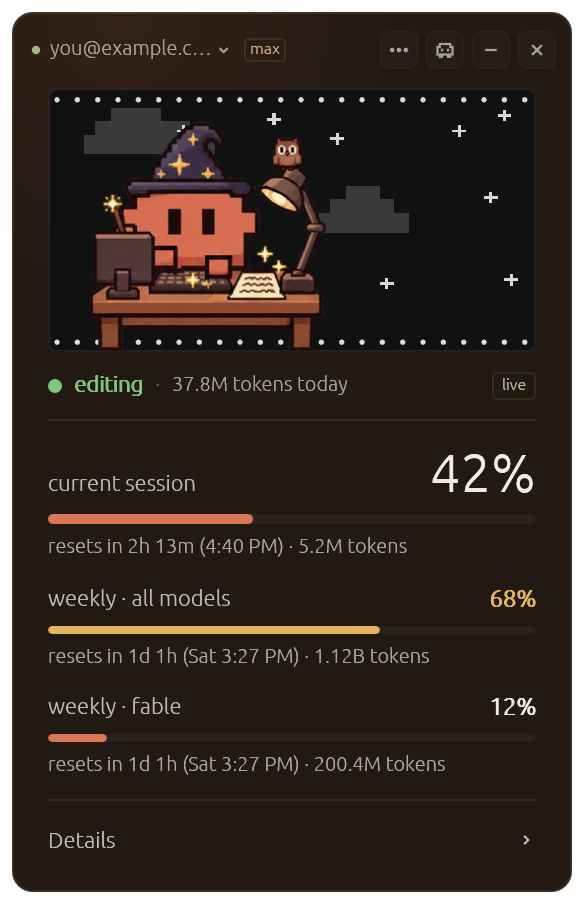 you@example.c... max
editing · 37.8M tokens today live
current session 42%
resets in 2h 13m (4:40 PM) · 5.2M tokens
weekly · all models 68%
resets in 1d 1h (Sat 3:27 PM) · 1.12B tokens
weekly · fable 12%
resets in 1d 1h (Sat 3:27 PM) · 200.4M tokens
Details